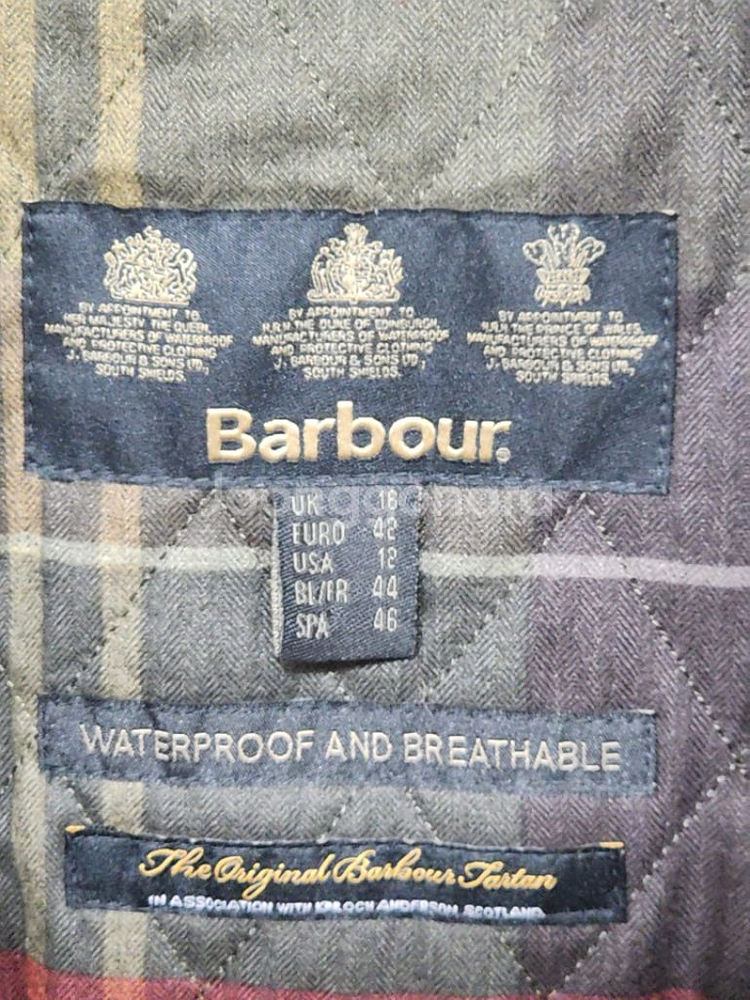 BY APPOINTMENT TO
HER MAJESTY THE QUEEN
MANUFACTURERS OF WATERPROOF
AND PROTECTIVE CLOTHING
J. BARBOUR & SONS LTD,
SOUTH SHIELDS.
BY APPOINTMENT TO
H.R.H. THE DUKE OF EDINBURGH
MANUFACTURERS OF WATERPROOF
AND PROTECTIVE CLOTHING
J. BARBOUR & SONS LTD,
SOUTH SHIELDS.
BY APPOINTMENT TO
H.R.H. THE PRINCE OF WALES
MANUFACTURERS OF WATERPROOF
AND PROTECTIVE CLOTHING
J. BARBOUR & SONS LTD,
SOUTH SHIELDS.
Barbour®
UK 16
EURO 42
USA 12
BL/FR 44
SPA 46
WATERPROOF AND BREATHABLE
The Original Barbour Tartan
IN ASSOCIATION WITH KINLOCH ANDERSON SCOTLAND